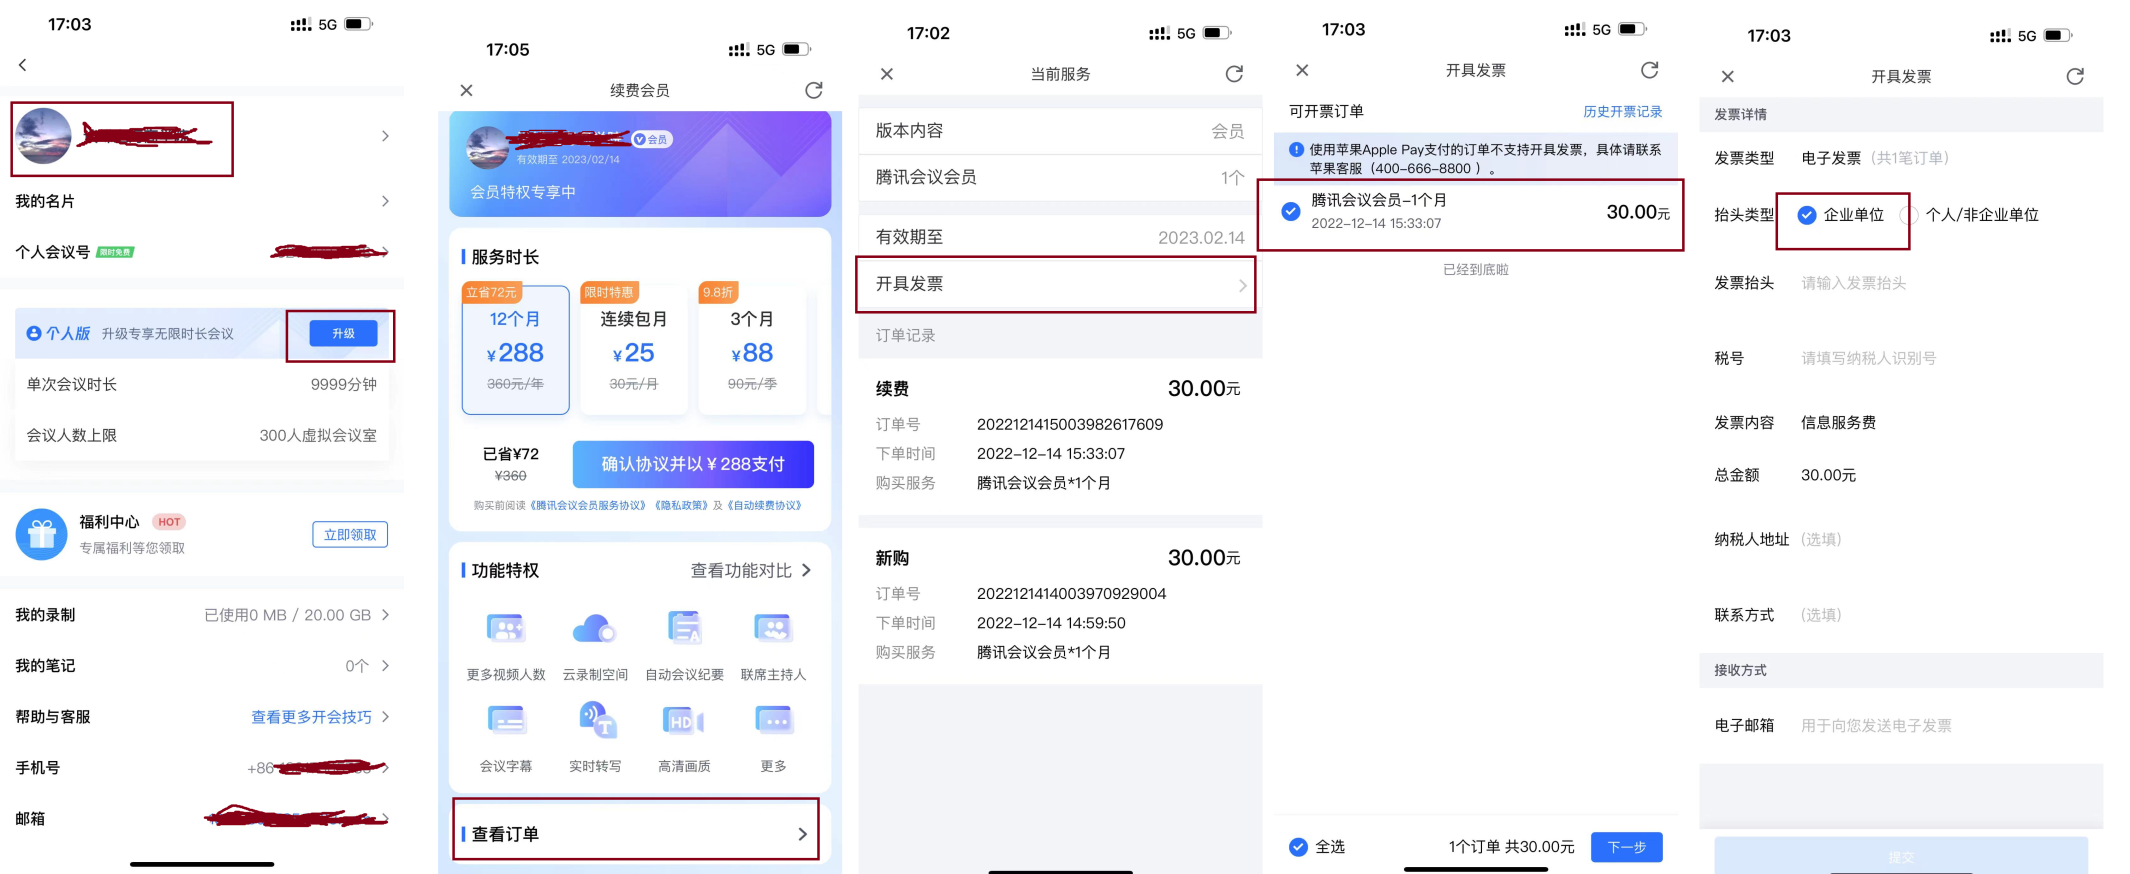 17:03
5G
我的名片
个人会议号 限时免费
个人版 升级专享无限时长会议 升级
单次会议时长 9999分钟
会议人数上限 300人虚拟会议室
福利中心 HOT
专属福利等您领取
立即领取
我的录制 已使用0 MB / 20.00 GB
我的笔记 0个
帮助与客服 查看更多开会技巧
手机号 +86
邮箱
17:05
5G
续费会员
会员
有效期至 2023/02/14
会员特权专享中
服务时长
立省72元
12个月
¥288
360元/年
限时特惠
连续包月
¥25
30元/月
9.8折
3个月
¥88
90元/季
已省¥72
¥360
确认协议并以¥288支付
购买前阅读《腾讯会议会员服务协议》《隐私政策》及《自动续费协议》
功能特权 查看功能对比
更多视频人数 云录制空间 自动会议纪要 联席主持人
会议字幕 实时转写 高清画质 更多
查看订单
17:02
5G
当前服务
版本内容 会员
腾讯会议会员 1个
有效期至 2023.02.14
开具发票
订单记录
续费 30.00元
订单号 2022121415003982617609
下单时间 2022-12-14 15:33:07
购买服务 腾讯会议会员*1个月
新购 30.00元
订单号 2022121414003970929004
下单时间 2022-12-14 14:59:50
购买服务 腾讯会议会员*1个月
17:03
5G
开具发票
可开票订单 历史开票记录
使用苹果Apple Pay支付的订单不支持开具发票，具体请联系
苹果客服（400-666-8800 ）。
腾讯会议会员-1个月
2022-12-14 15:33:07
30.00元
已经到底啦
全选 1个订单 共30.00元 下一步
17:03
5G
开具发票
发票详情
发票类型 电子发票（共1笔订单）
抬头类型 企业单位 个人/非企业单位
发票抬头 请输入发票抬头
税号 请填写纳税人识别号
发票内容 信息服务费
总金额 30.00元
纳税人地址 (选填)
联系方式 (选填)
接收方式
电子邮箱 用于向您发送电子发票
提交